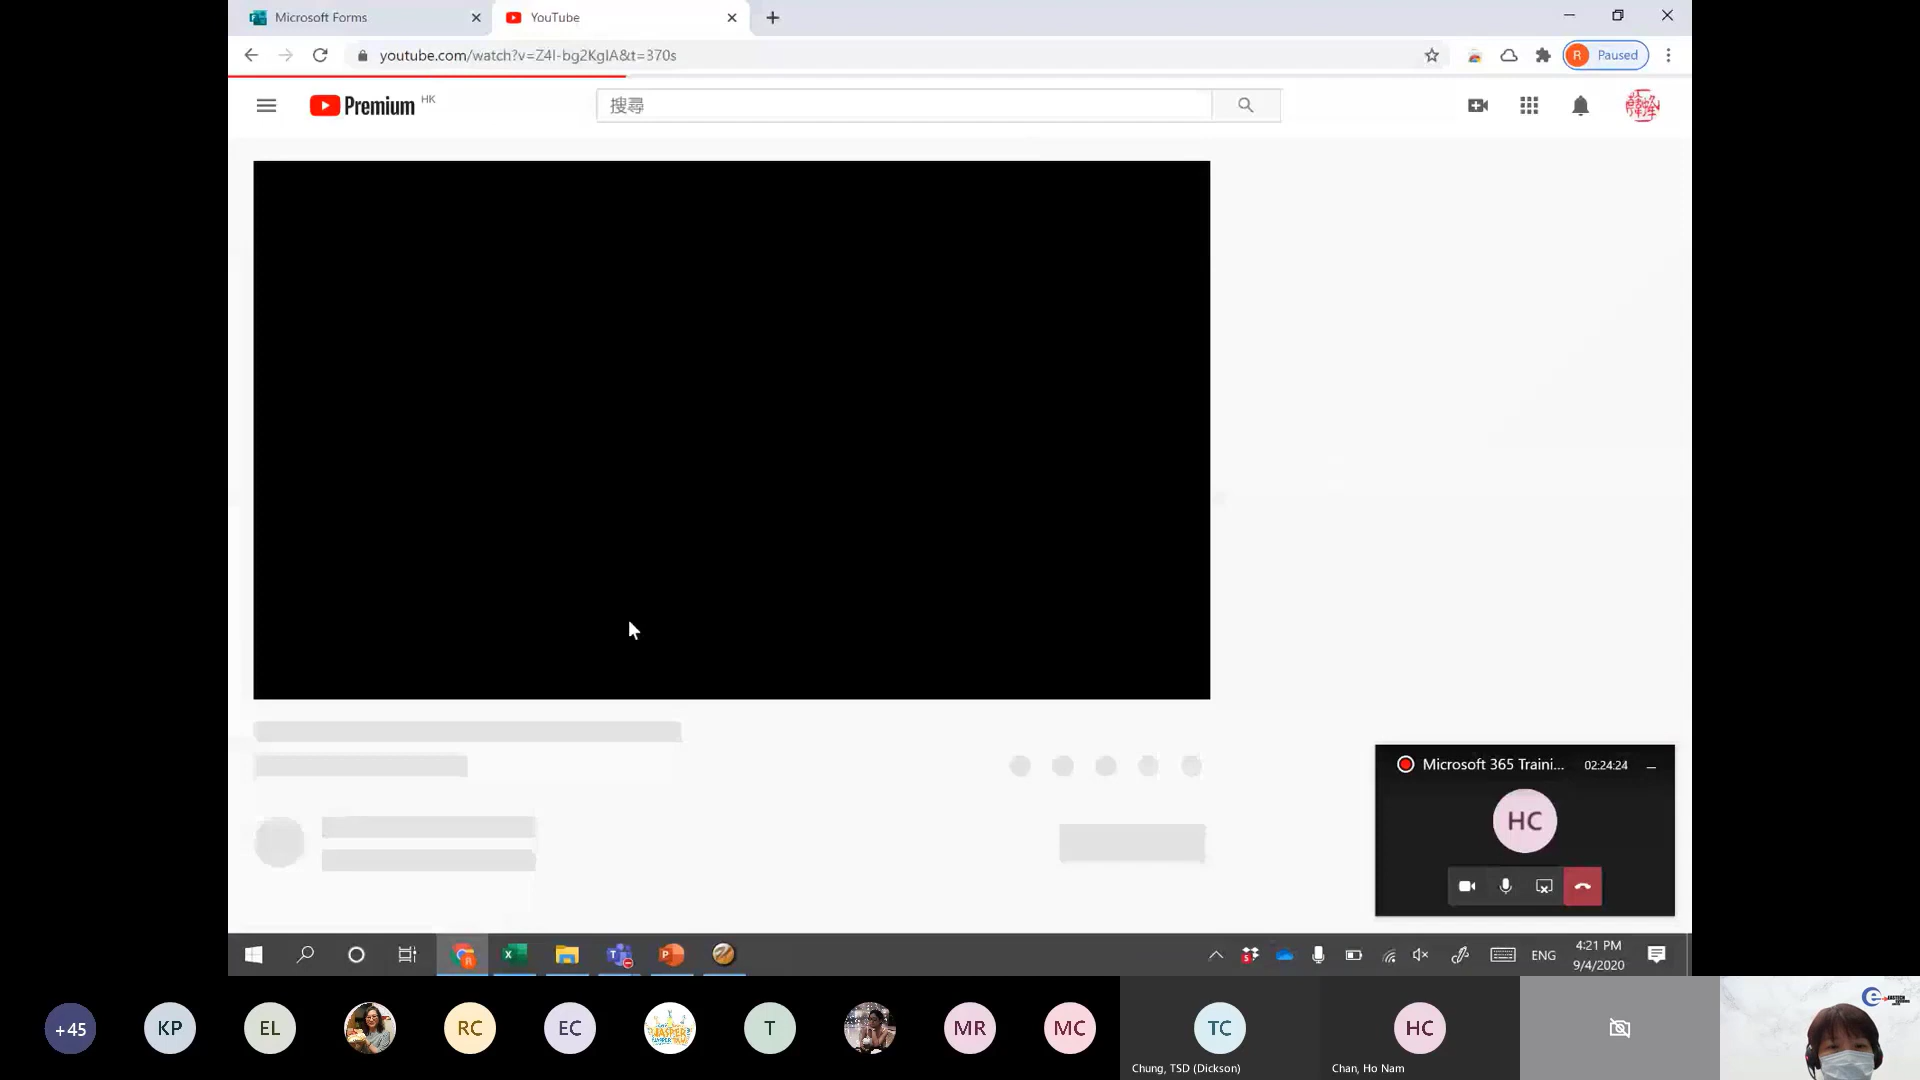 Microsoft Forms
YouTube
youtube.com/watch?v=Z4I-bg2KgIA&t=370s
R Paused
Premium HK
搜尋
Microsoft 365 Traini... 02:24:24
HC
ENG
4:21 PM
9/4/2020
+45
KP
EL
RC
EC
JASPER
T
MR
MC
TC
HC
Chung, TSD (Dickson)
Chan, Ho Nam